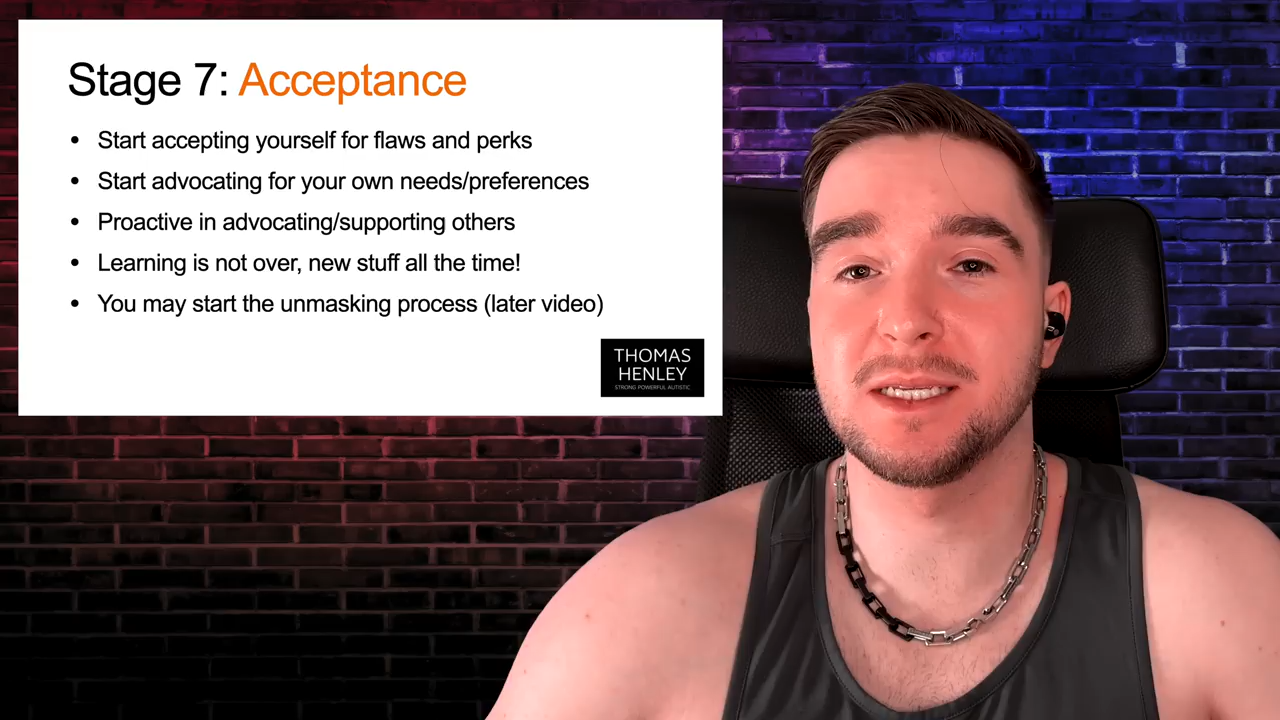 Stage 7: Acceptance
• Start accepting yourself for flaws and perks
• Start advocating for your own needs/preferences
• Proactive in advocating/supporting others
• Learning is not over, new stuff all the time!
• You may start the unmasking process (later video)
THOMAS
HENLEY
STRONG POWERFUL AUTISTIC